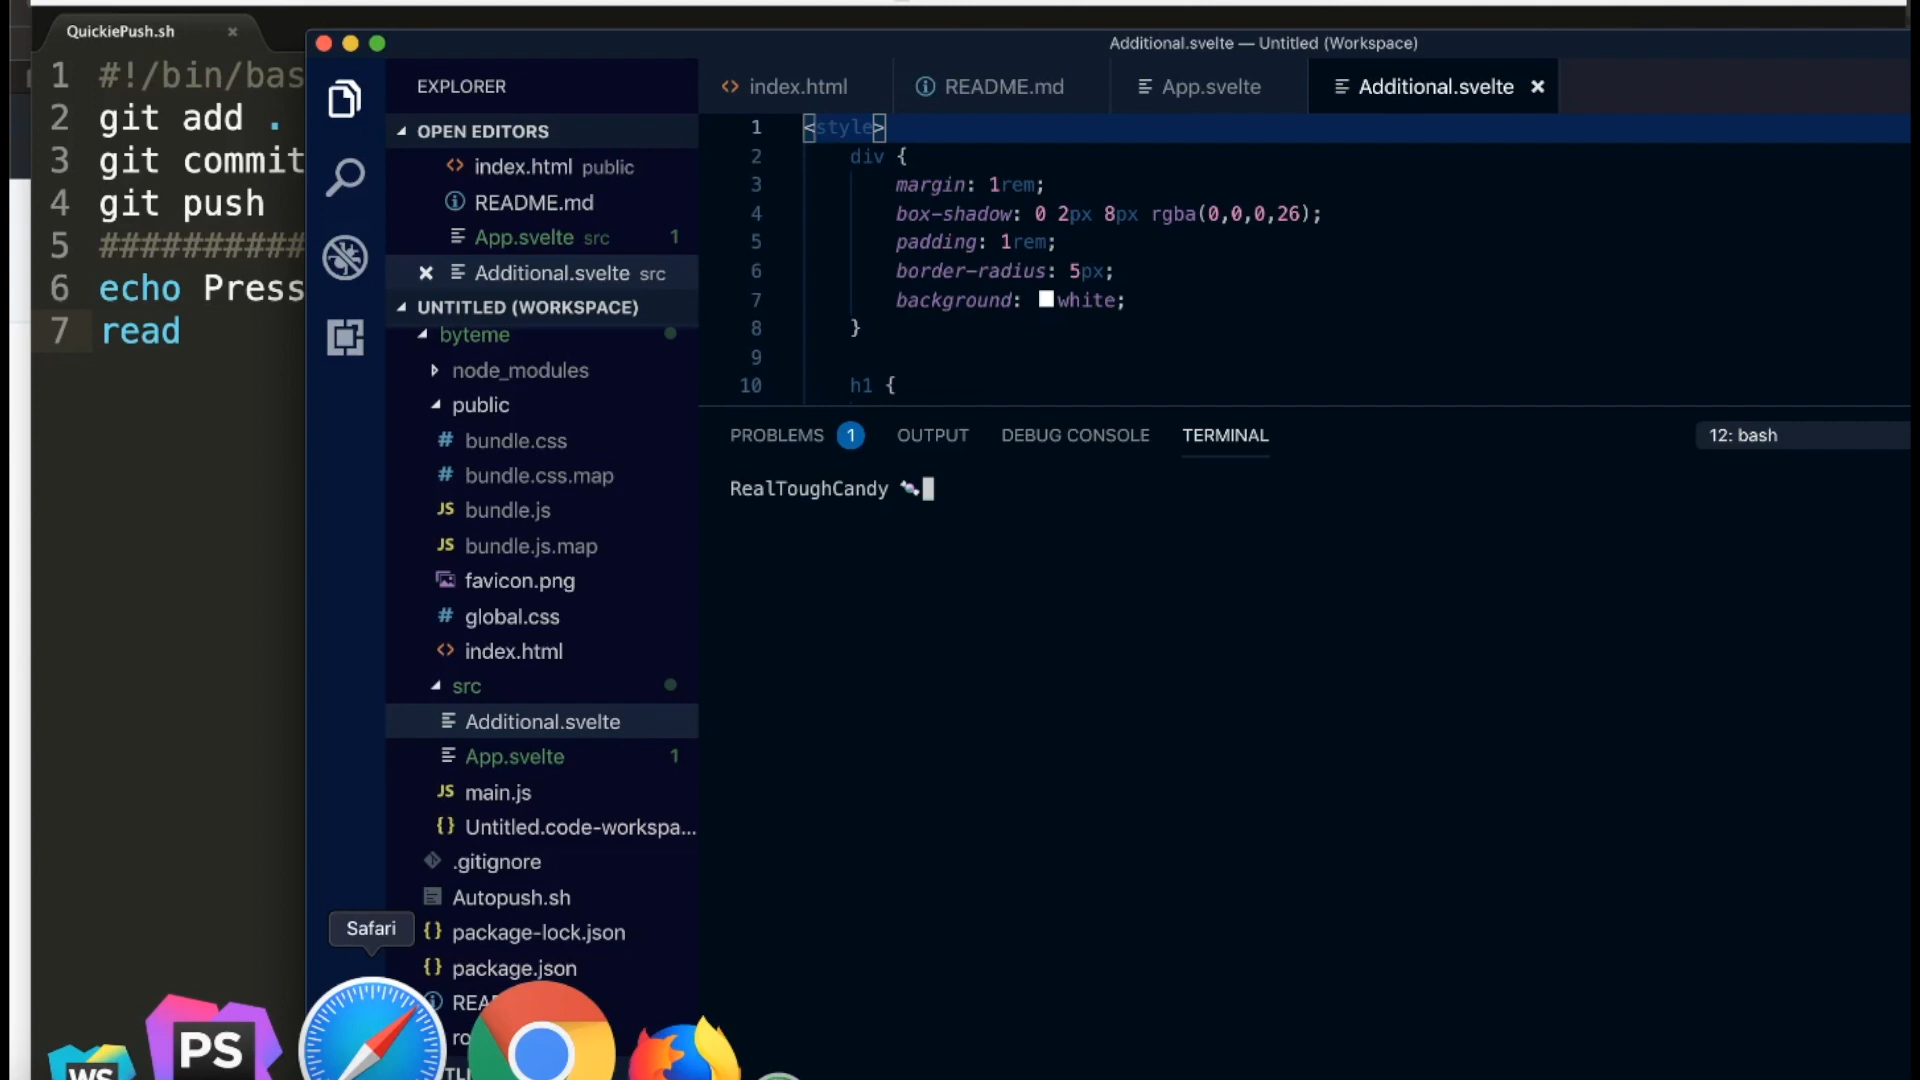 QuickiePush.sh
1 #!/bin/bas
2 git add .
3 git commit
4 git push
5 ##########
6 echo Press
7 read
Additional.svelte — Untitled (Workspace)
EXPLORER
OPEN EDITORS
index.html public
README.md
App.svelte src 1
Additional.svelte src
UNTITLED (WORKSPACE)
byteme
node_modules
public
# bundle.css
# bundle.css.map
JS bundle.js
JS bundle.js.map
favicon.png
# global.css
index.html
src
Additional.svelte
App.svelte 1
JS main.js
{} Untitled.code-workspa...
.gitignore
Autopush.sh
{} package-lock.json
{} package.json
index.html README.md App.svelte Additional.svelte
1 <style>
2 div {
3 margin: 1rem;
4 box-shadow: 0 2px 8px rgba(0,0,0,26);
5 padding: 1rem;
6 border-radius: 5px;
7 background: white;
8 }
9
10 h1 {
PROBLEMS 1 OUTPUT DEBUG CONSOLE TERMINAL 12: bash
RealToughCandy
Safari
WS
PS